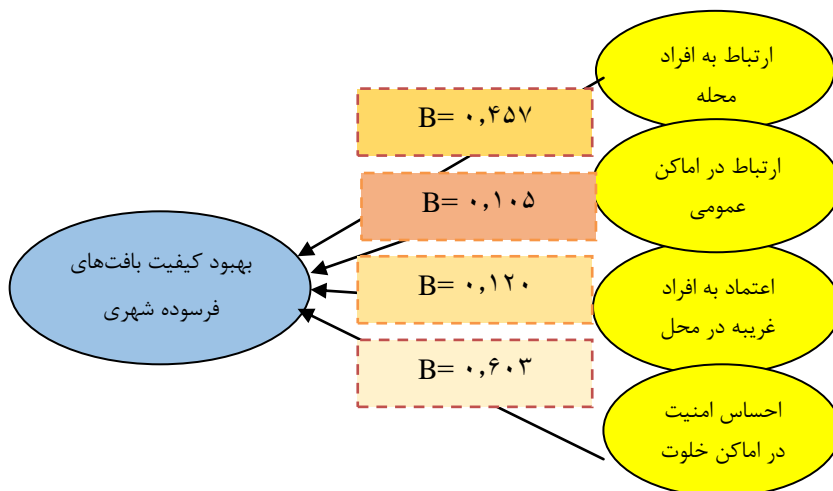 ارتباط به افراد
محله
B= ۰,۴۵۷
ارتباط در اماکن
عمومی
B= ۰,۱۰۵
بهبود کیفیت بافت‌های
فرسوده شهری
اعتماد به افراد
غریبه در محل
B= ۰,۱۲۰
احساس امنیت
در اماکن خلوت
B= ۰,۶۰۳